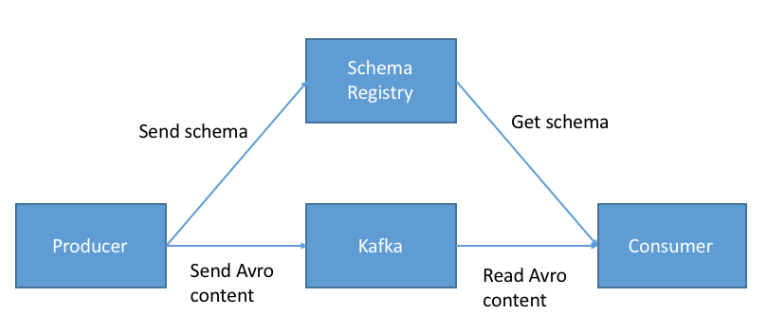 Schema
Registry
Send schema
Get schema
Producer
Kafka
Consumer
Send Avro
content
Read Avro
content